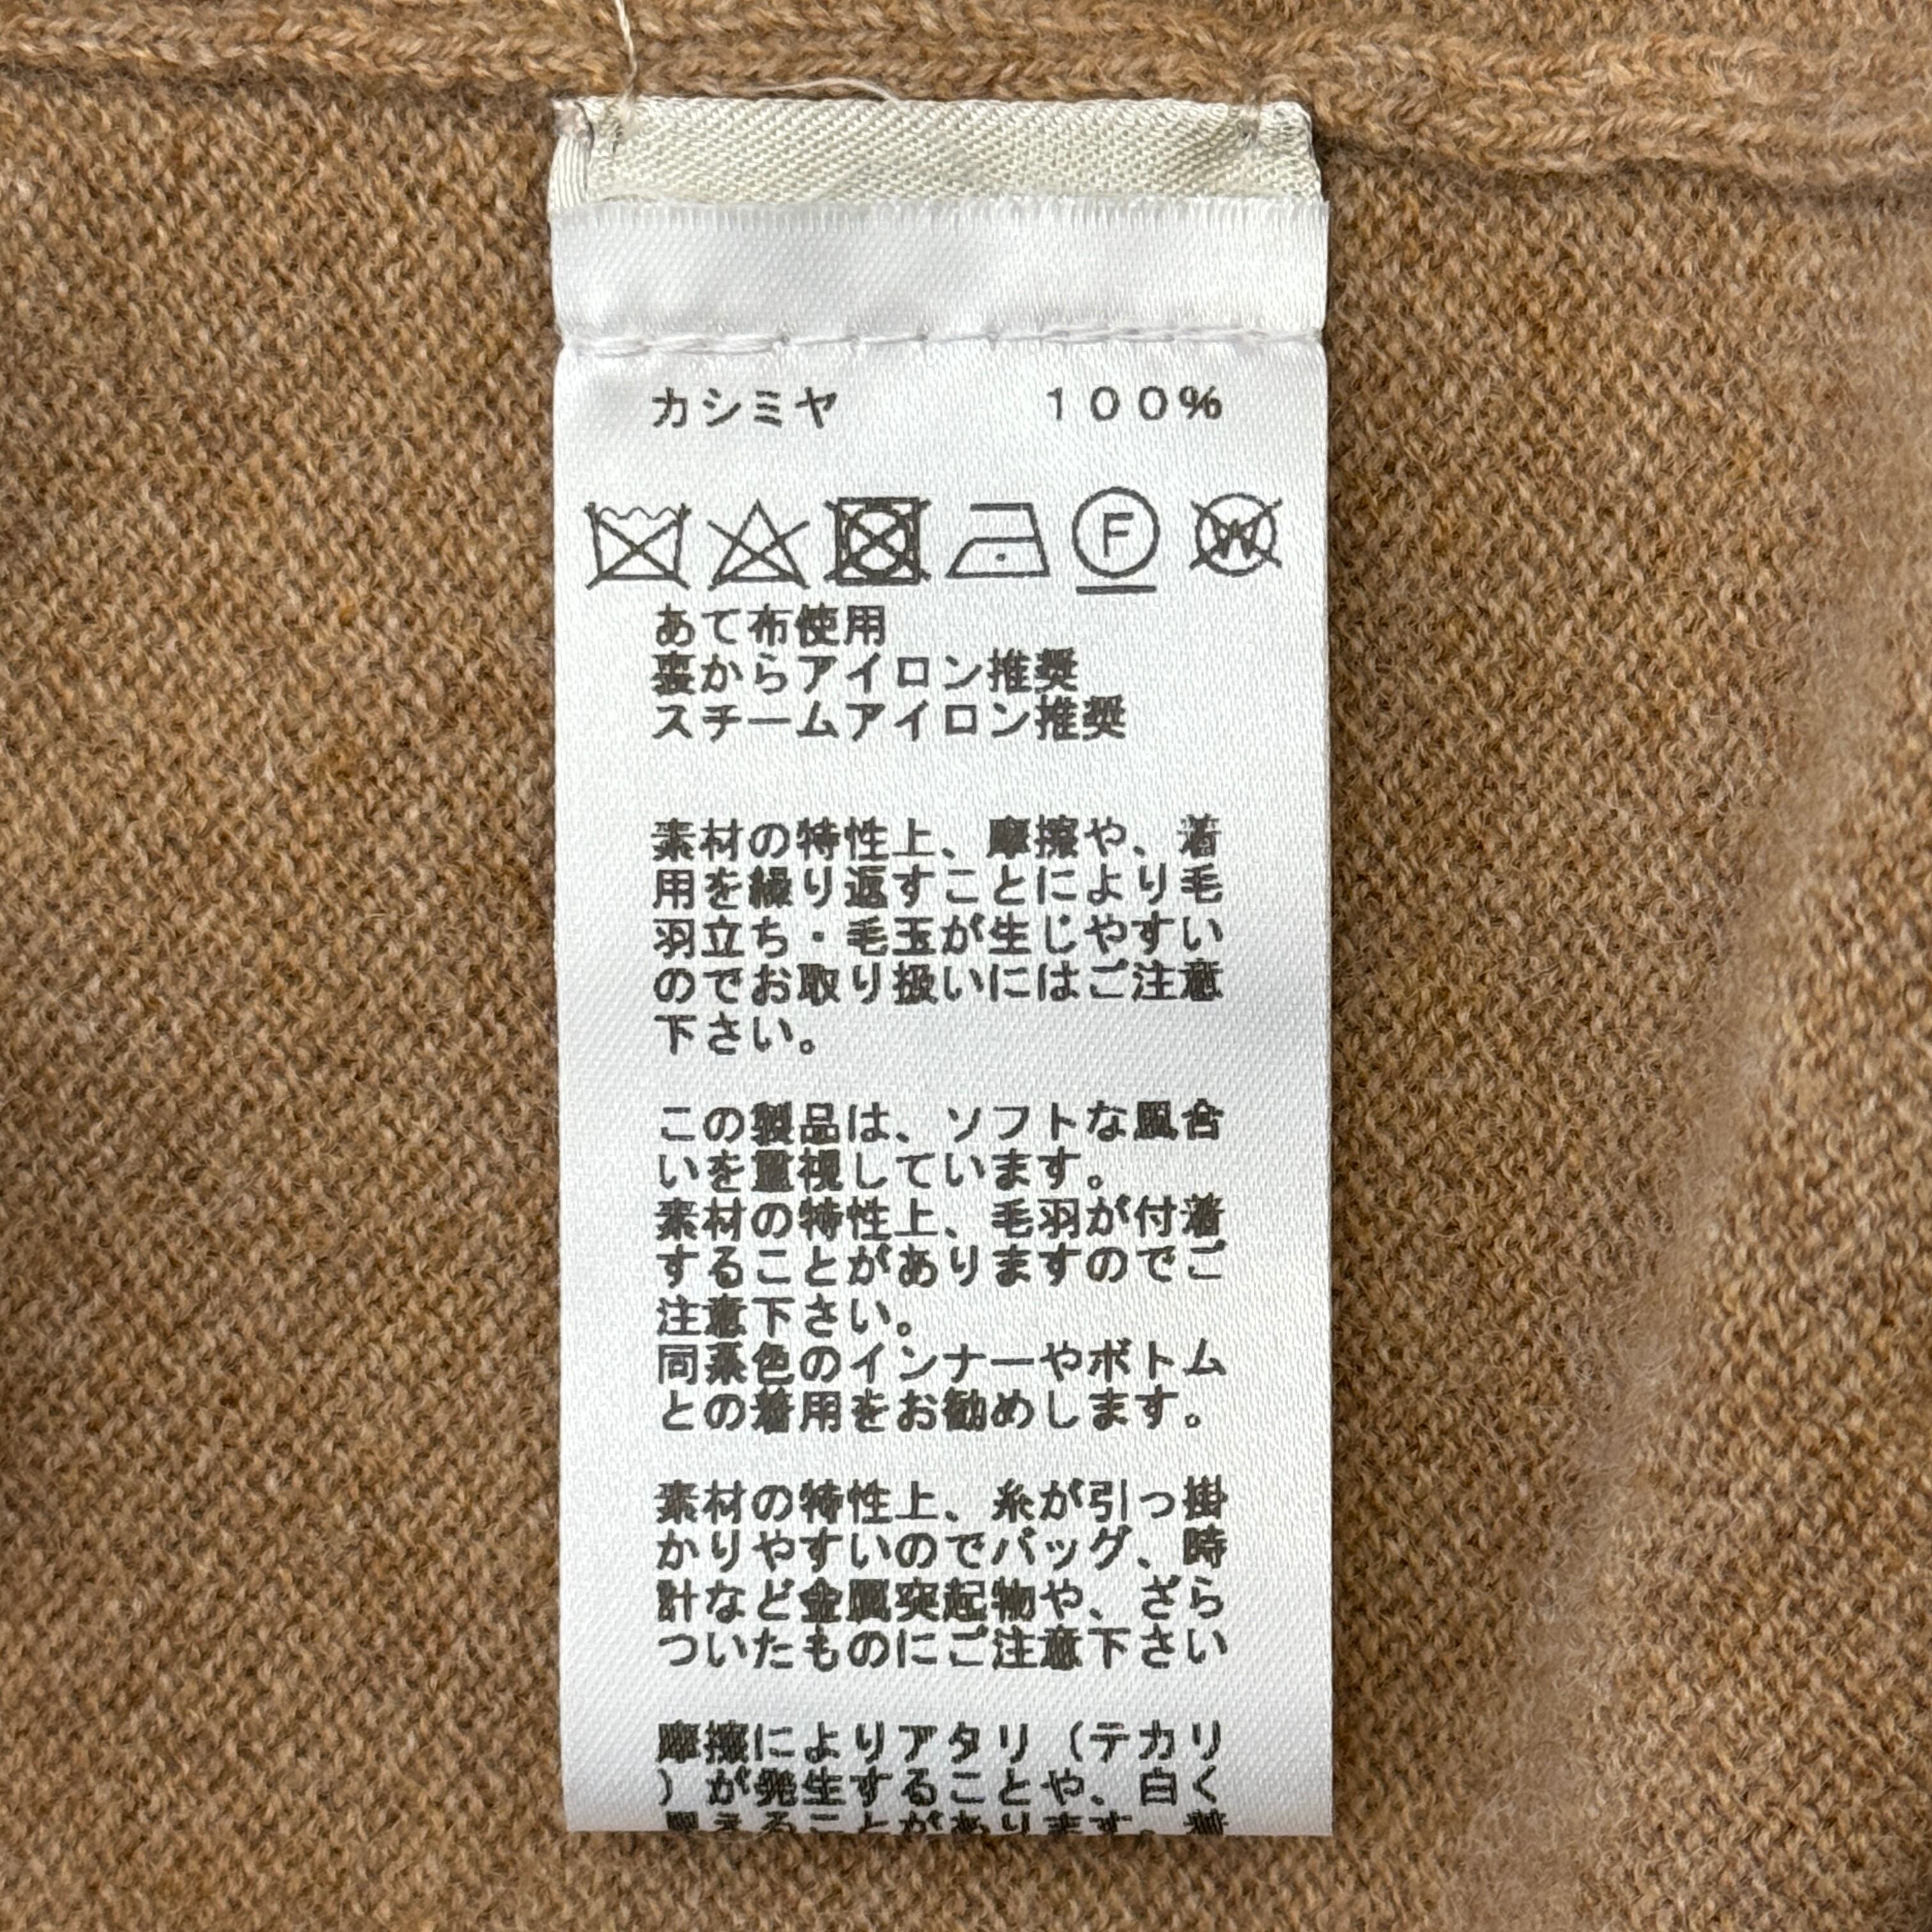 カシミヤ　　　　１００％
F W
あて布使用
裏からアイロン推奨
スチームアイロン推奨
素材の特性上、摩擦や、着
用を繰り返すことにより毛
羽立ち・毛玉が生じやすい
のでお取り扱いにはご注意
下さい。
この製品は、ソフトな風合
いを重視しています。
素材の特性上、毛羽が付着
することがありますのでご
注意下さい。
同系色のインナーやボトム
との着用をお勧めします。
素材の特性上、糸が引っ掛
かりやすいのでバッグ、時
計など金属突起物や、ざら
ついたものにご注意下さい
摩擦によりアタリ（テカリ
）が発生することや、白く
見えることがあります。着